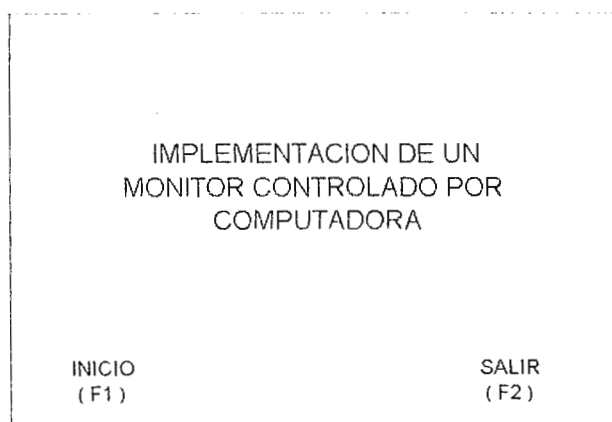 IMPLEMENTACION DE UN
MONITOR CONTROLADO POR
COMPUTADORA
INICIO
SALIR
( F1 )
( F2 )